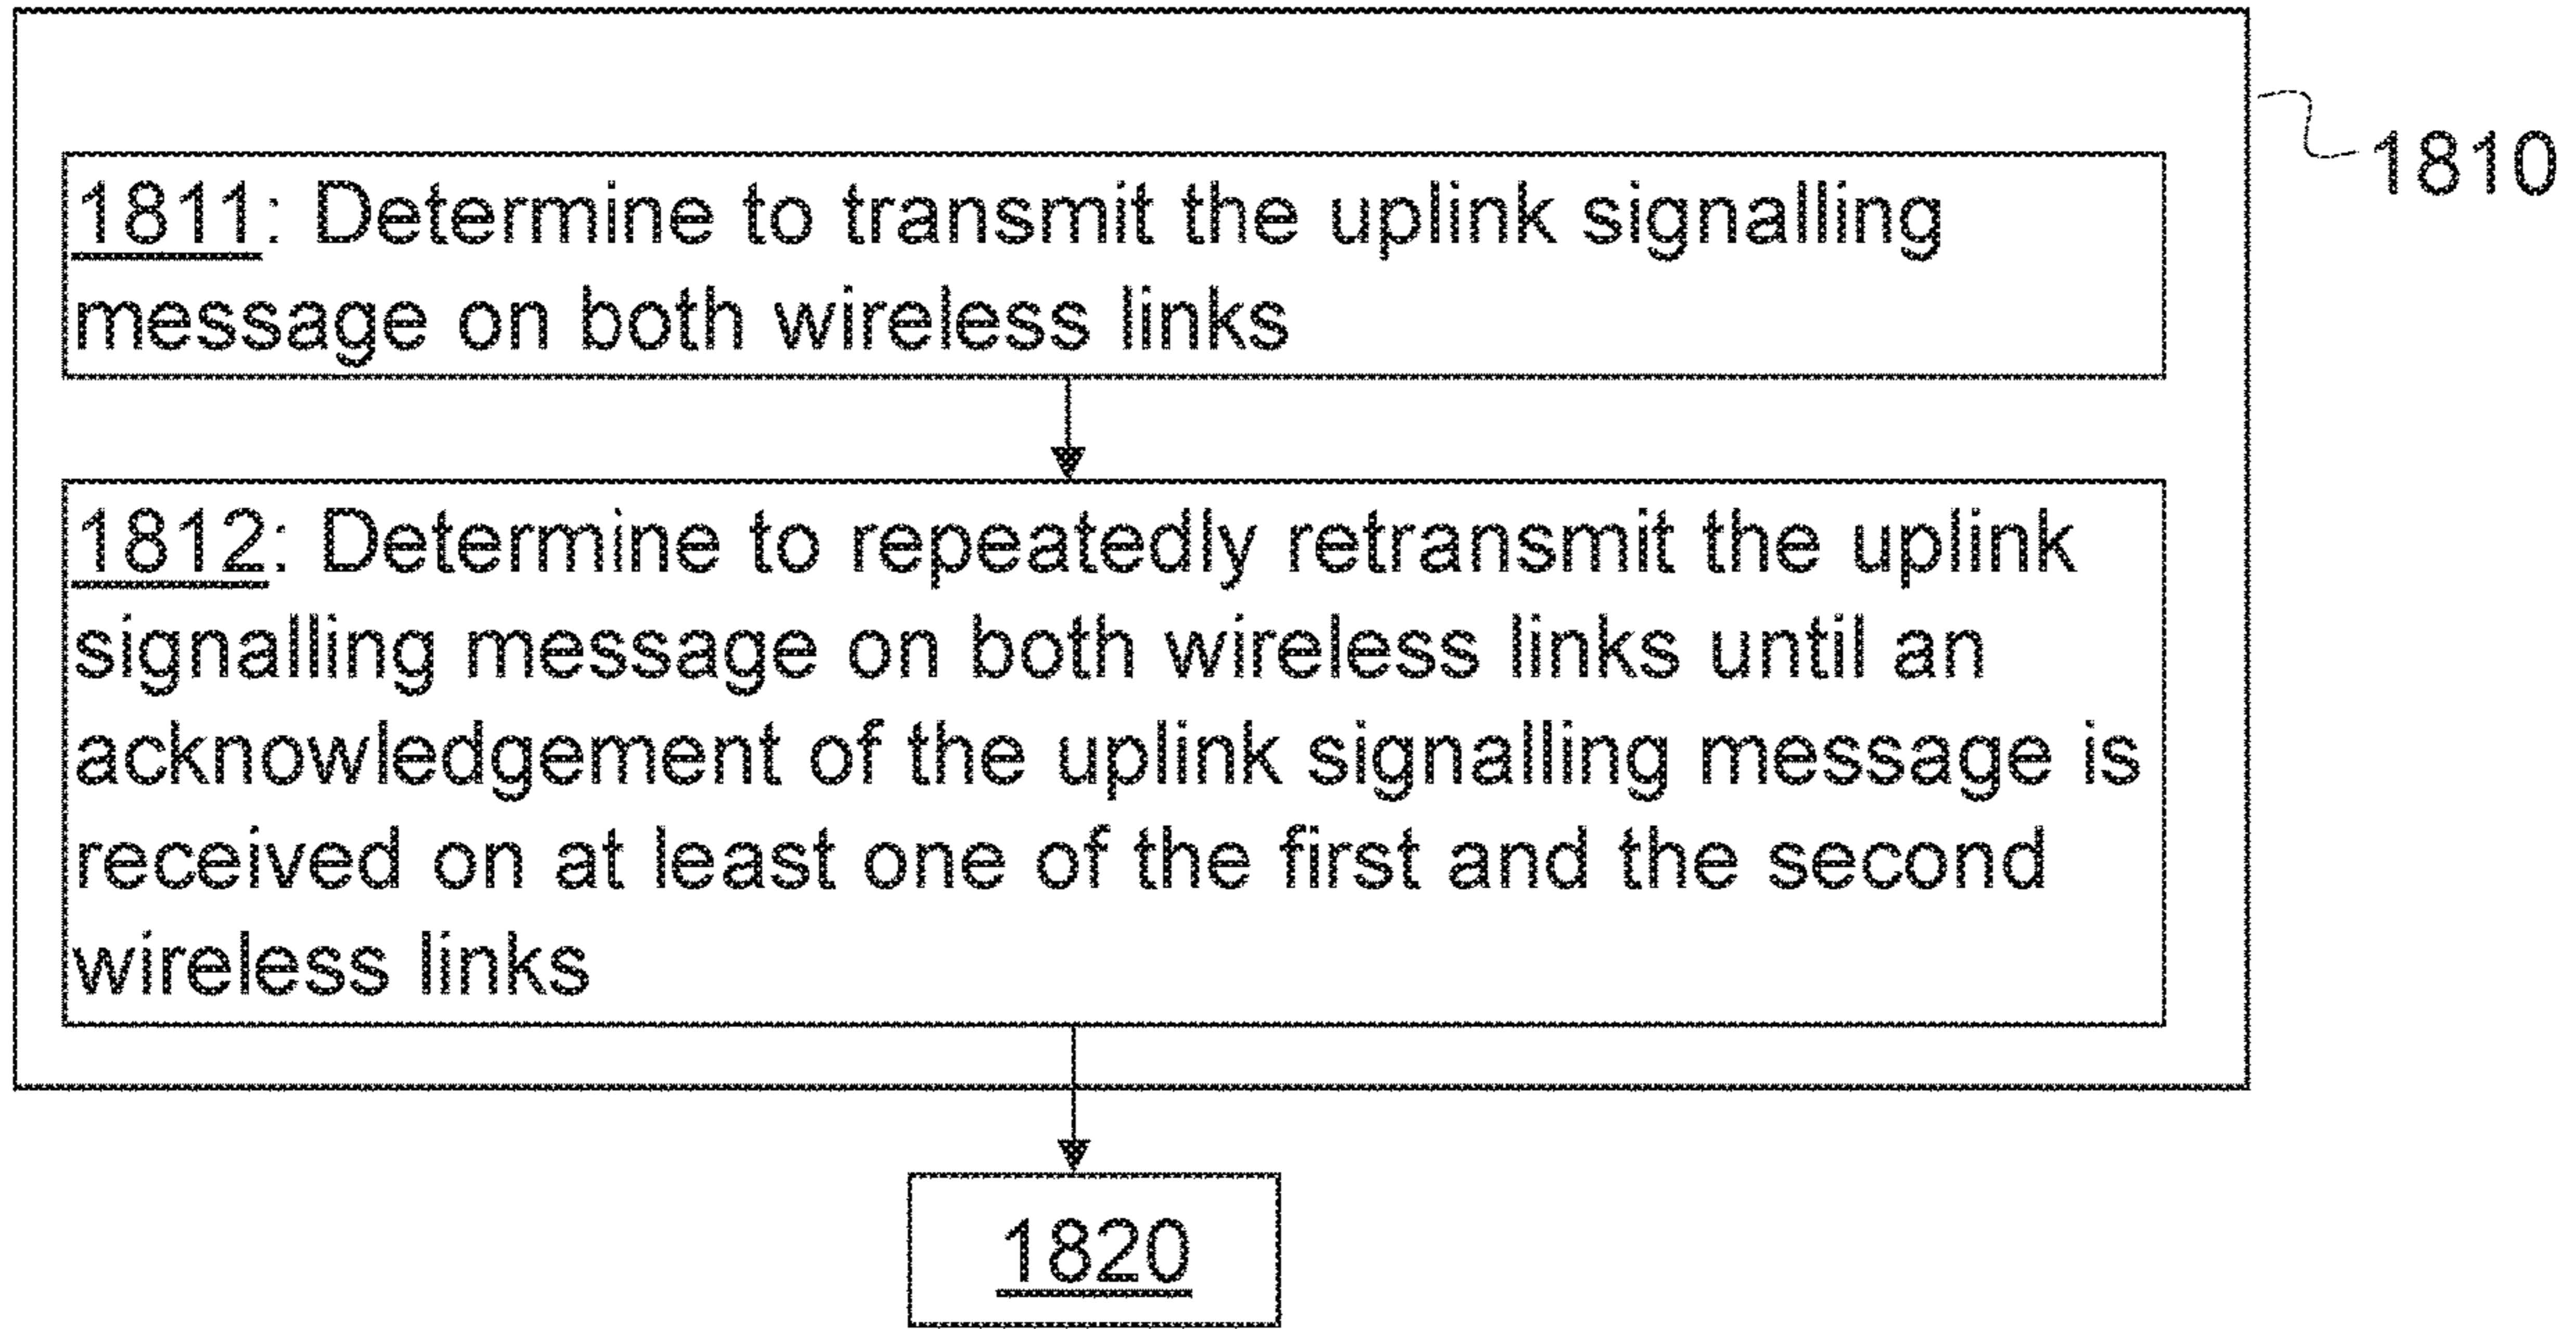 1810
1811: Determine to transmit the uplink signalling
message on both wireless links
1812: Determine to repeatedly retransmit the uplink
signalling message on both wireless links until an
acknowledgement of the uplink signalling message is
received on at least one of the first and the second
wireless links
1820